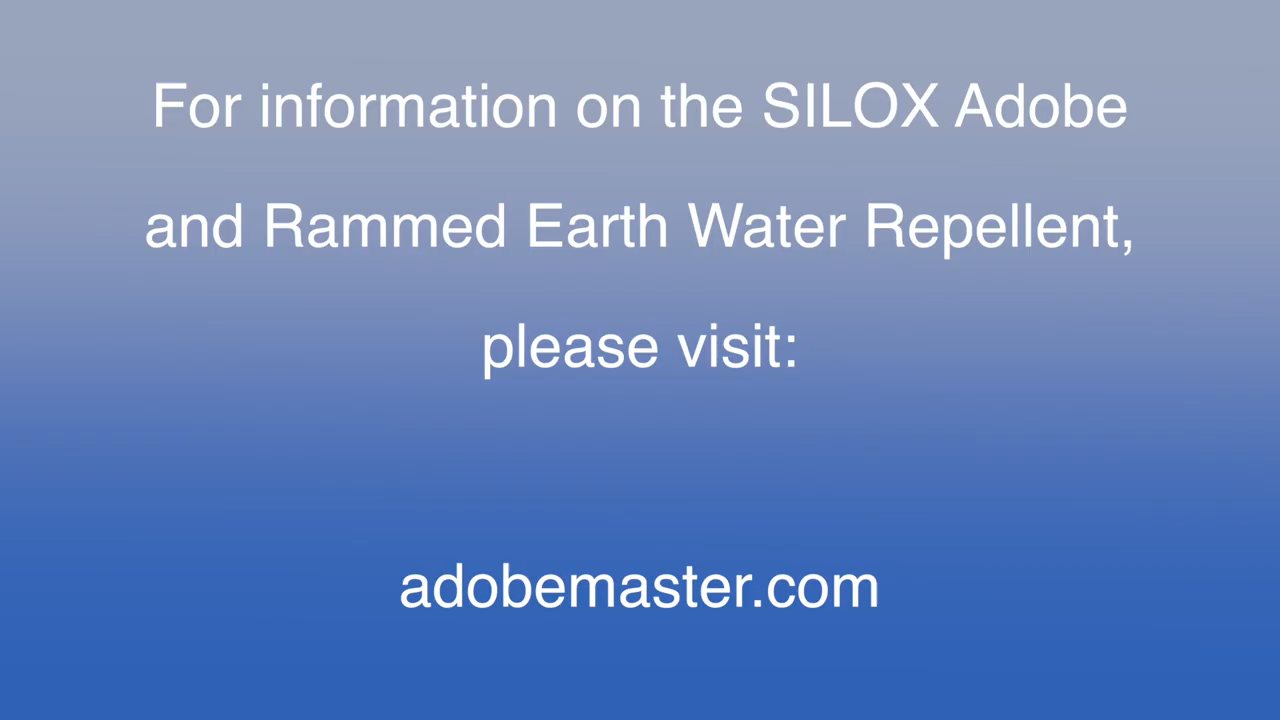 For information on the SILOX Adobe
and Rammed Earth Water Repellent,
please visit:
adobemaster.com